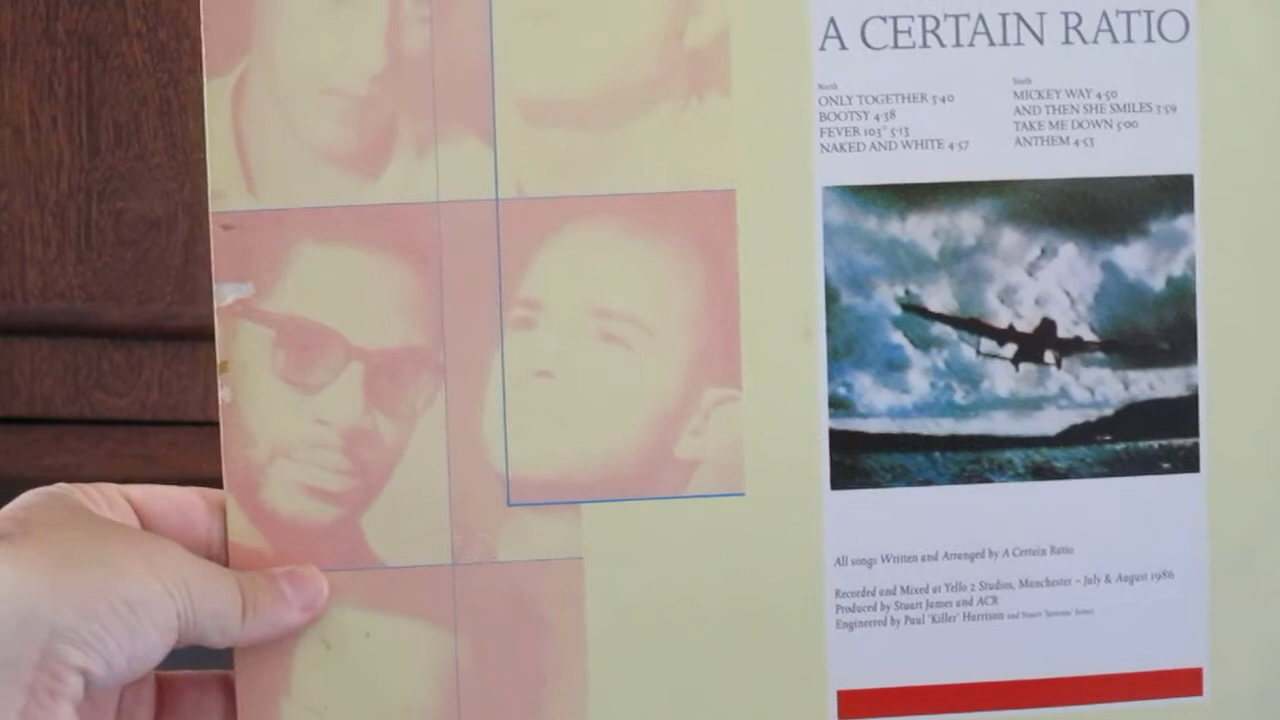 A CERTAIN RATIO
North
ONLY TOGETHER 5·40
BOOTSY 4·38
FEVER 103° 5·13
NAKED AND WHITE 4·57
South
MICKEY WAY 4·50
AND THEN SHE SMILES 3·59
TAKE ME DOWN 5·00
ANTHEM 4·53
All songs Written and Arranged by A Certain Ratio
Recorded and Mixed at Yello 2 Studios, Manchester – July & August 1986
Produced by Stuart James and ACR
Engineered by Paul 'Killer' Harrison and Stuart James